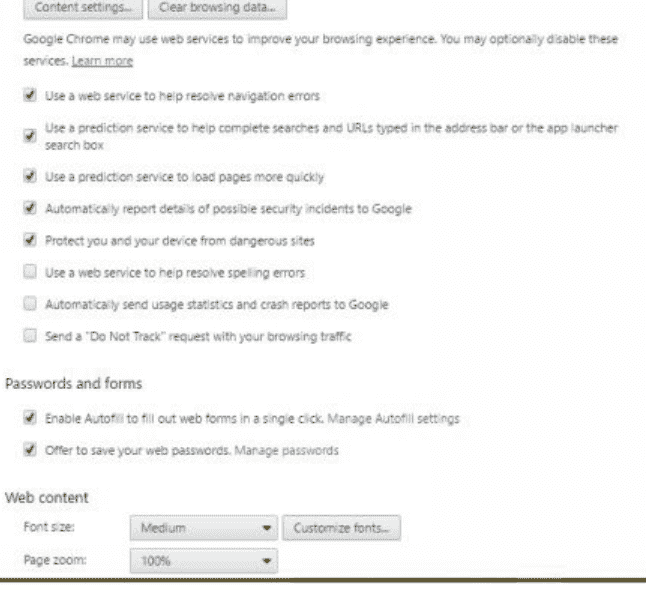 Content settings... Clear browsing data...
Google Chrome may use web services to improve your browsing experience. You may optionally disable these
services. Learn more
Use a web service to help resolve navigation errors
Use a prediction service to help complete searches and URLs typed in the address bar or the app launcher
search box
Use a prediction service to load pages more quickly
Automatically report details of possible security incidents to Google
Protect you and your device from dangerous sites
Use a web service to help resolve spelling errors
Automatically send usage statistics and crash reports to Google
Send a "Do Not Track" request with your browsing traffic
Passwords and forms
Enable Autofill to fill out web forms in a single click. Manage Autofill settings
Offer to save your web passwords. Manage passwords
Web content
Font size: Medium Customize fonts...
Page zoom: 100%